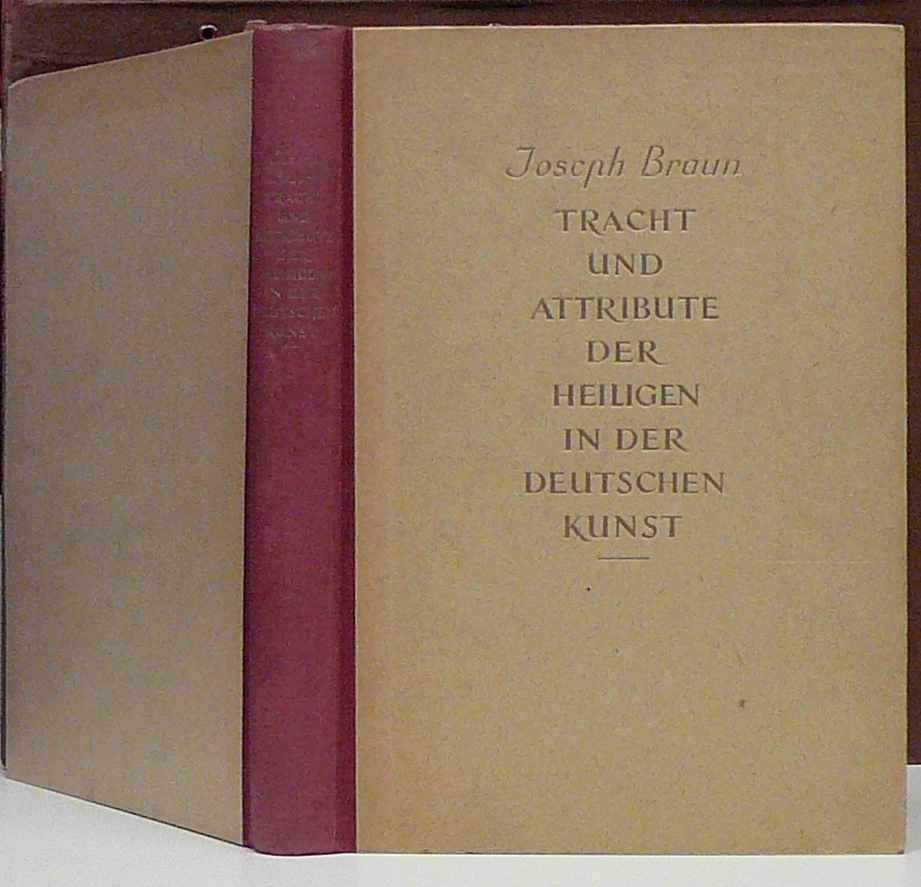 Joseph Braun
TRACHT
UND
ATTRIBUTE
DER
HEILIGEN
IN DER
DEUTSCHEN
KUNST